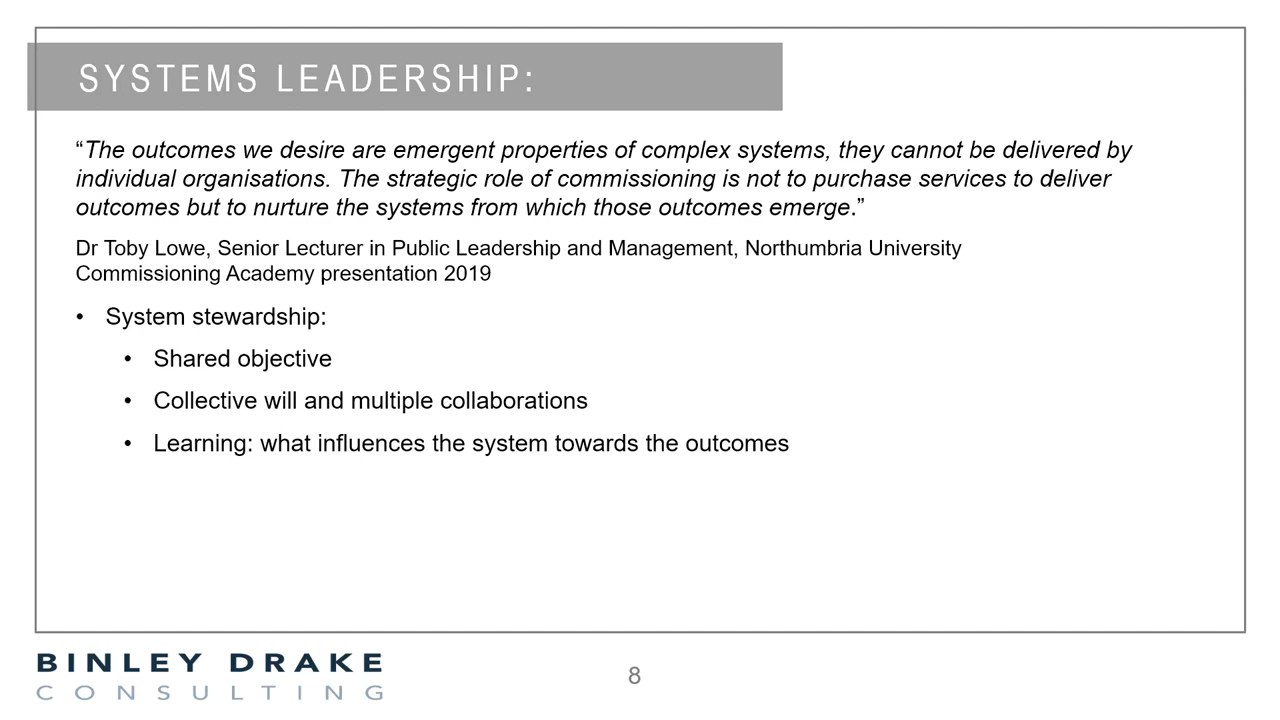 SYSTEMS LEADERSHIP:
“The outcomes we desire are emergent properties of complex systems, they cannot be delivered by
individual organisations. The strategic role of commissioning is not to purchase services to deliver
outcomes but to nurture the systems from which those outcomes emerge.”
Dr Toby Lowe, Senior Lecturer in Public Leadership and Management, Northumbria University
Commissioning Academy presentation 2019
• System stewardship:
• Shared objective
• Collective will and multiple collaborations
• Learning: what influences the system towards the outcomes
BINLEY DRAKE
CONSULTING
8